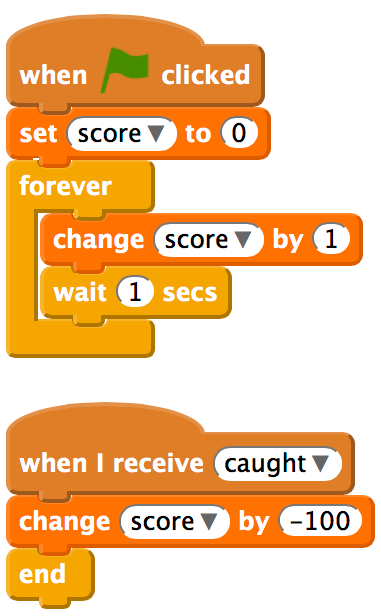 when clicked
set score to 0
forever
change score by 1
wait 1 secs
when I receive caught
change score by -100
end